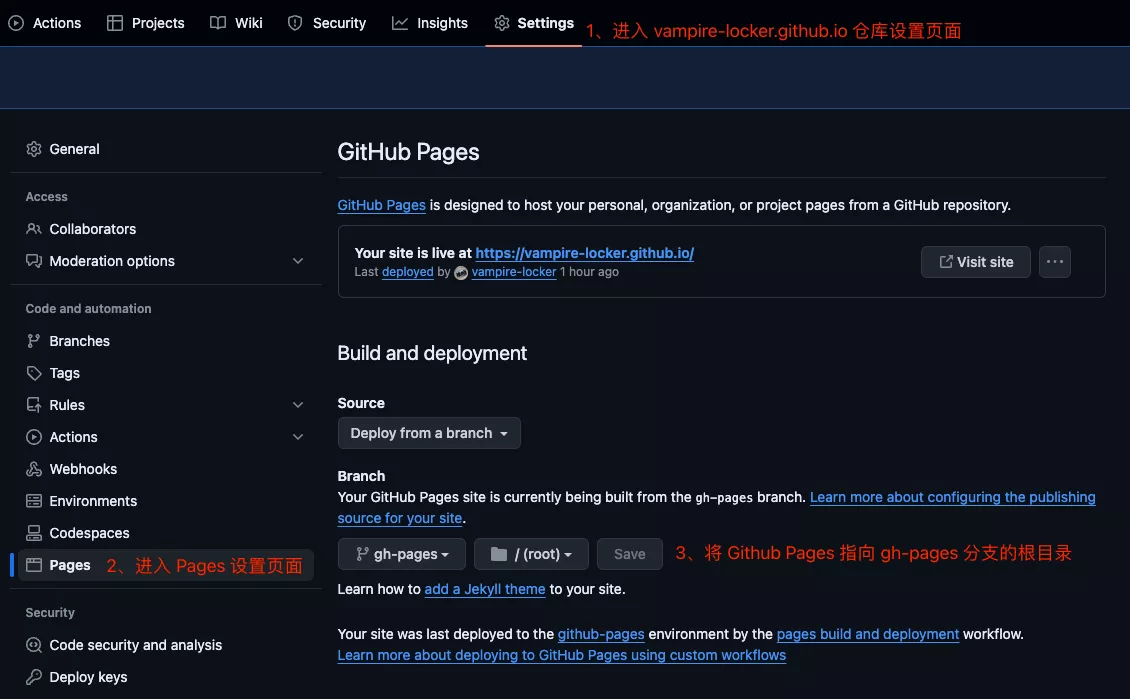 Actions Projects Wiki Security Insights Settings
1、进入 vampire-locker.github.io 仓库设置页面
General
Access
Collaborators
Moderation options
Code and automation
Branches
Tags
Rules
Actions
Webhooks
Environments
Codespaces
Pages
2、进入 Pages 设置页面
Security
Code security and analysis
Deploy keys
GitHub Pages
GitHub Pages is designed to host your personal, organization, or project pages from a GitHub repository.
Your site is live at https://vampire-locker.github.io/
Last deployed by vampire-locker 1 hour ago
Visit site
Build and deployment
Source
Deploy from a branch
Branch
Your GitHub Pages site is currently being built from the gh-pages branch. Learn more about configuring the publishing
source for your site.
gh-pages / (root) Save
3、将 Github Pages 指向 gh-pages 分支的根目录
Learn how to add a Jekyll theme to your site.
Your site was last deployed to the github-pages environment by the pages build and deployment workflow.
Learn more about deploying to GitHub Pages using custom workflows